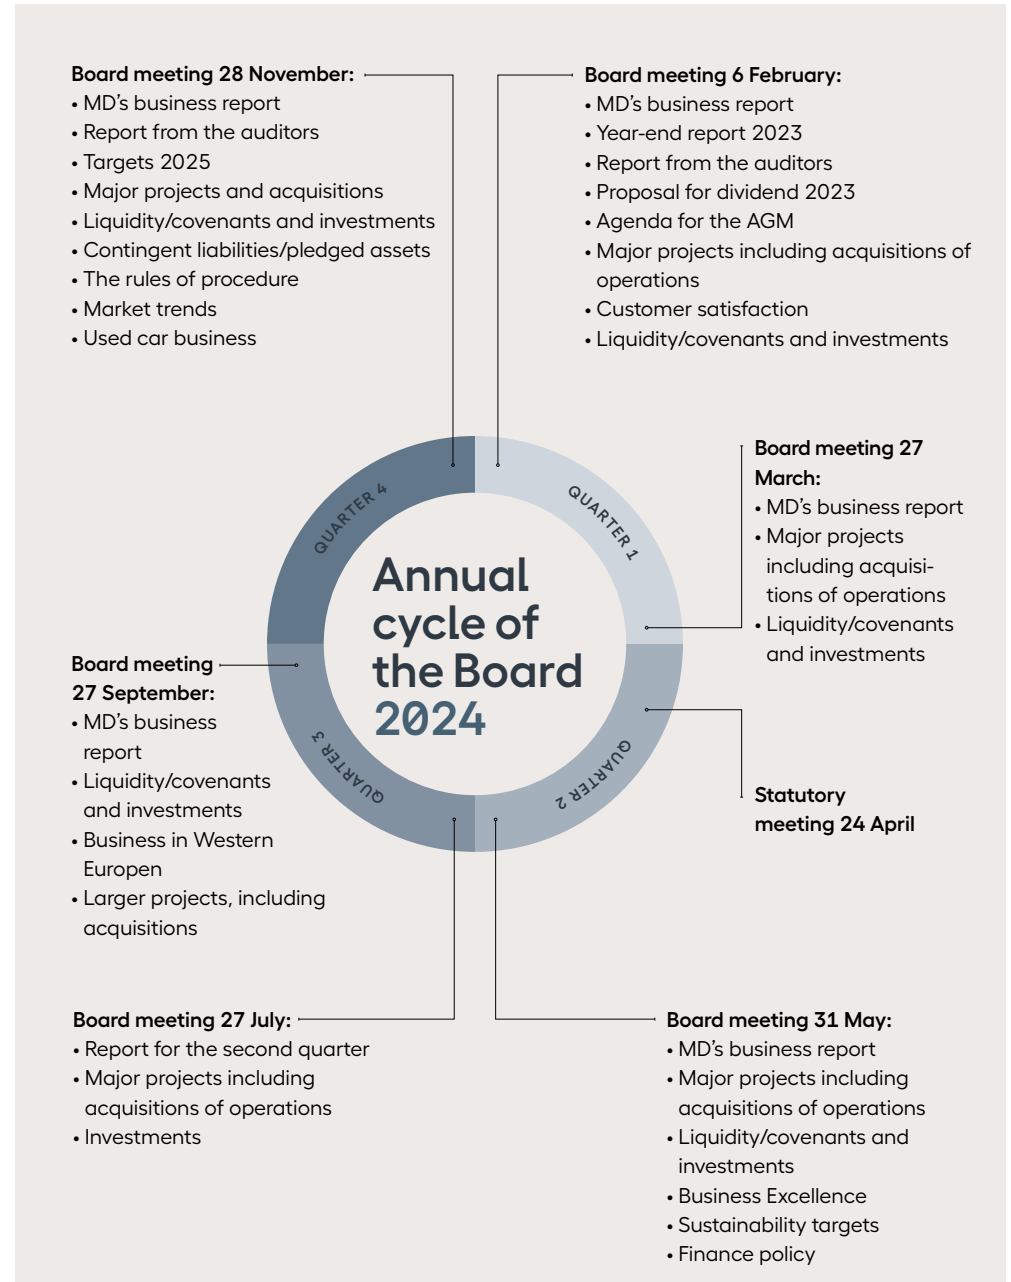 Board meeting 28 November:
• MD’s business report
• Report from the auditors
• Targets 2025
• Major projects and acquisitions
• Liquidity/covenants and investments
• Contingent liabilities/pledged assets
• The rules of procedure
• Market trends
• Used car business
Board meeting 6 February:
• MD’s business report
• Year-end report 2023
• Report from the auditors
• Proposal for dividend 2023
• Agenda for the AGM
• Major projects including acquisitions of
operations
• Customer satisfaction
• Liquidity/covenants and investments
Board meeting 27
March:
• MD’s business report
• Major projects
including acquisi-
tions of operations
• Liquidity/covenants
and investments
QUARTER 4
QUARTER 1
Annual
cycle of
the Board
2024
QUARTER 3
QUARTER 2
Board meeting
27 September:
• MD’s business
report
• Liquidity/covenants
and investments
• Business in Western
Europen
• Larger projects, including
acquisitions
Statutory
meeting 24 April
Board meeting 27 July:
• Report for the second quarter
• Major projects including
acquisitions of operations
• Investments
Board meeting 31 May:
• MD’s business report
• Major projects including
acquisitions of operations
• Liquidity/covenants and
investments
• Business Excellence
• Sustainability targets
• Finance policy